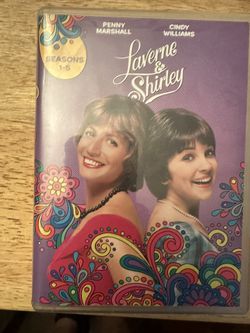 PENNY
MARSHALL
CINDY
WILLIAMS
Laverne
& Shirley
SEASONS
1-5